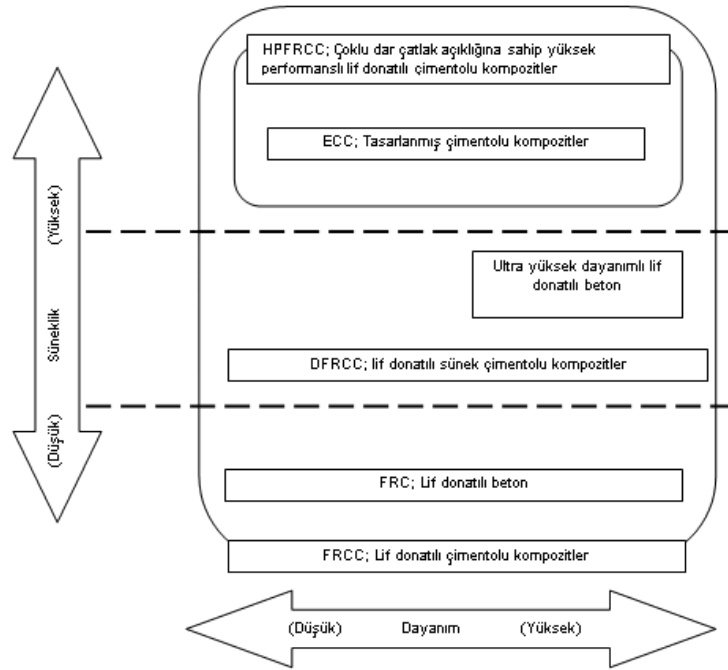 HPFRCC; Çoklu dar çatlak açıklığına sahip yüksek
performanslı lif donatılı çimentolu kompozitler
ECC; Tasarlanmış çimentolu kompozitler
(Yüksek)
Süneklik
(Düşük)
Ultra yüksek dayanımlı lif
donatılı beton
DFRCC; lif donatılı sünek çimentolu kompozitler
FRC; Lif donatılı beton
FRCC; Lif donatılı çimentolu kompozitler
(Düşük) Dayanım (Yüksek)